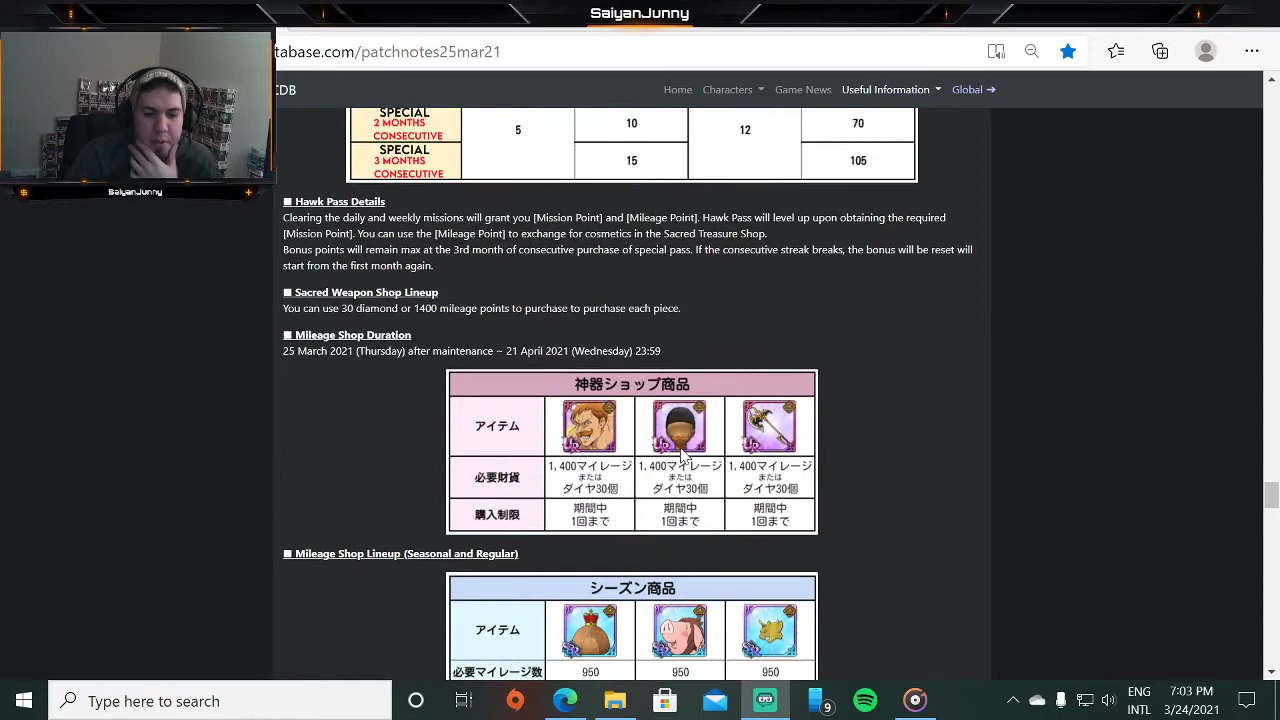 SaiyanJunny
tabase.com/patchnotes25mar21
CDB
Home
Characters
Game News
Useful Information
Global →
SPECIAL
2 MONTHS
CONSECUTIVE
5
10
12
70
SPECIAL
3 MONTHS
CONSECUTIVE
15
105
■ Hawk Pass Details
Clearing the daily and weekly missions will grant you [Mission Point] and [Mileage Point]. Hawk Pass will level up upon obtaining the required
[Mission Point]. You can use the [Mileage Point] to exchange for cosmetics in the Sacred Treasure Shop.
Bonus points will remain max at the 3rd month of consecutive purchase of special pass. If the consecutive streak breaks, the bonus will be reset will
start from the first month again.
SaiyanJunny
■ Sacred Weapon Shop Lineup
You can use 30 diamond or 1400 mileage points to purchase to purchase each piece.
■ Mileage Shop Duration
25 March 2021 (Thursday) after maintenance ~ 21 April 2021 (Wednesday) 23:59
神器ショップ商品
アイテム
UR
UR
UR
必要財貨
1,400マイレージ
または
ダイヤ30個
1,400マイレージ
または
ダイヤ30個
1,400マイレージ
または
ダイヤ30個
購入制限
期間中
1回まで
期間中
1回まで
期間中
1回まで
■ Mileage Shop Lineup (Seasonal and Regular)
シーズン商品
アイテム
SSR
SSR
SSR
必要マイレージ数
950
950
950
Type here to search
9
ENG
INTL
7:03 PM
3/24/2021